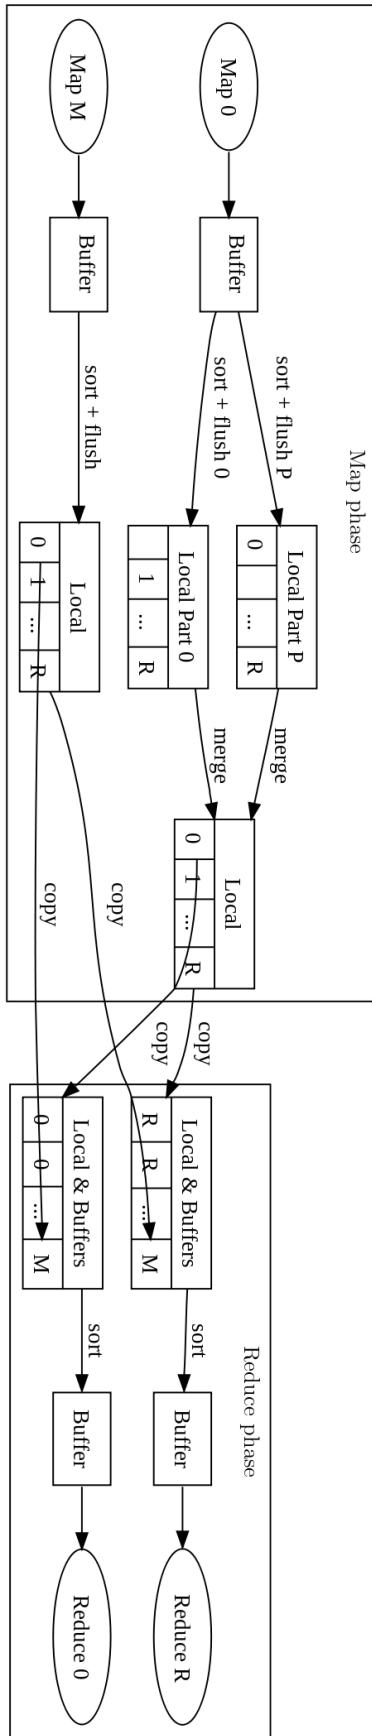 Map phase
Map 0
Buffer
sort + flush P
sort + flush 0
Local Part P
0
...
R
Local Part 0
1
...
R
merge
merge
Local
0
1
...
R
Map M
Buffer
sort + flush
Local
0
1
...
R
copy
copy
copy
copy
Reduce phase
Local & Buffers
R
R
...
M
sort
Buffer
Reduce R
Local & Buffers
0
0
...
M
sort
Buffer
Reduce 0